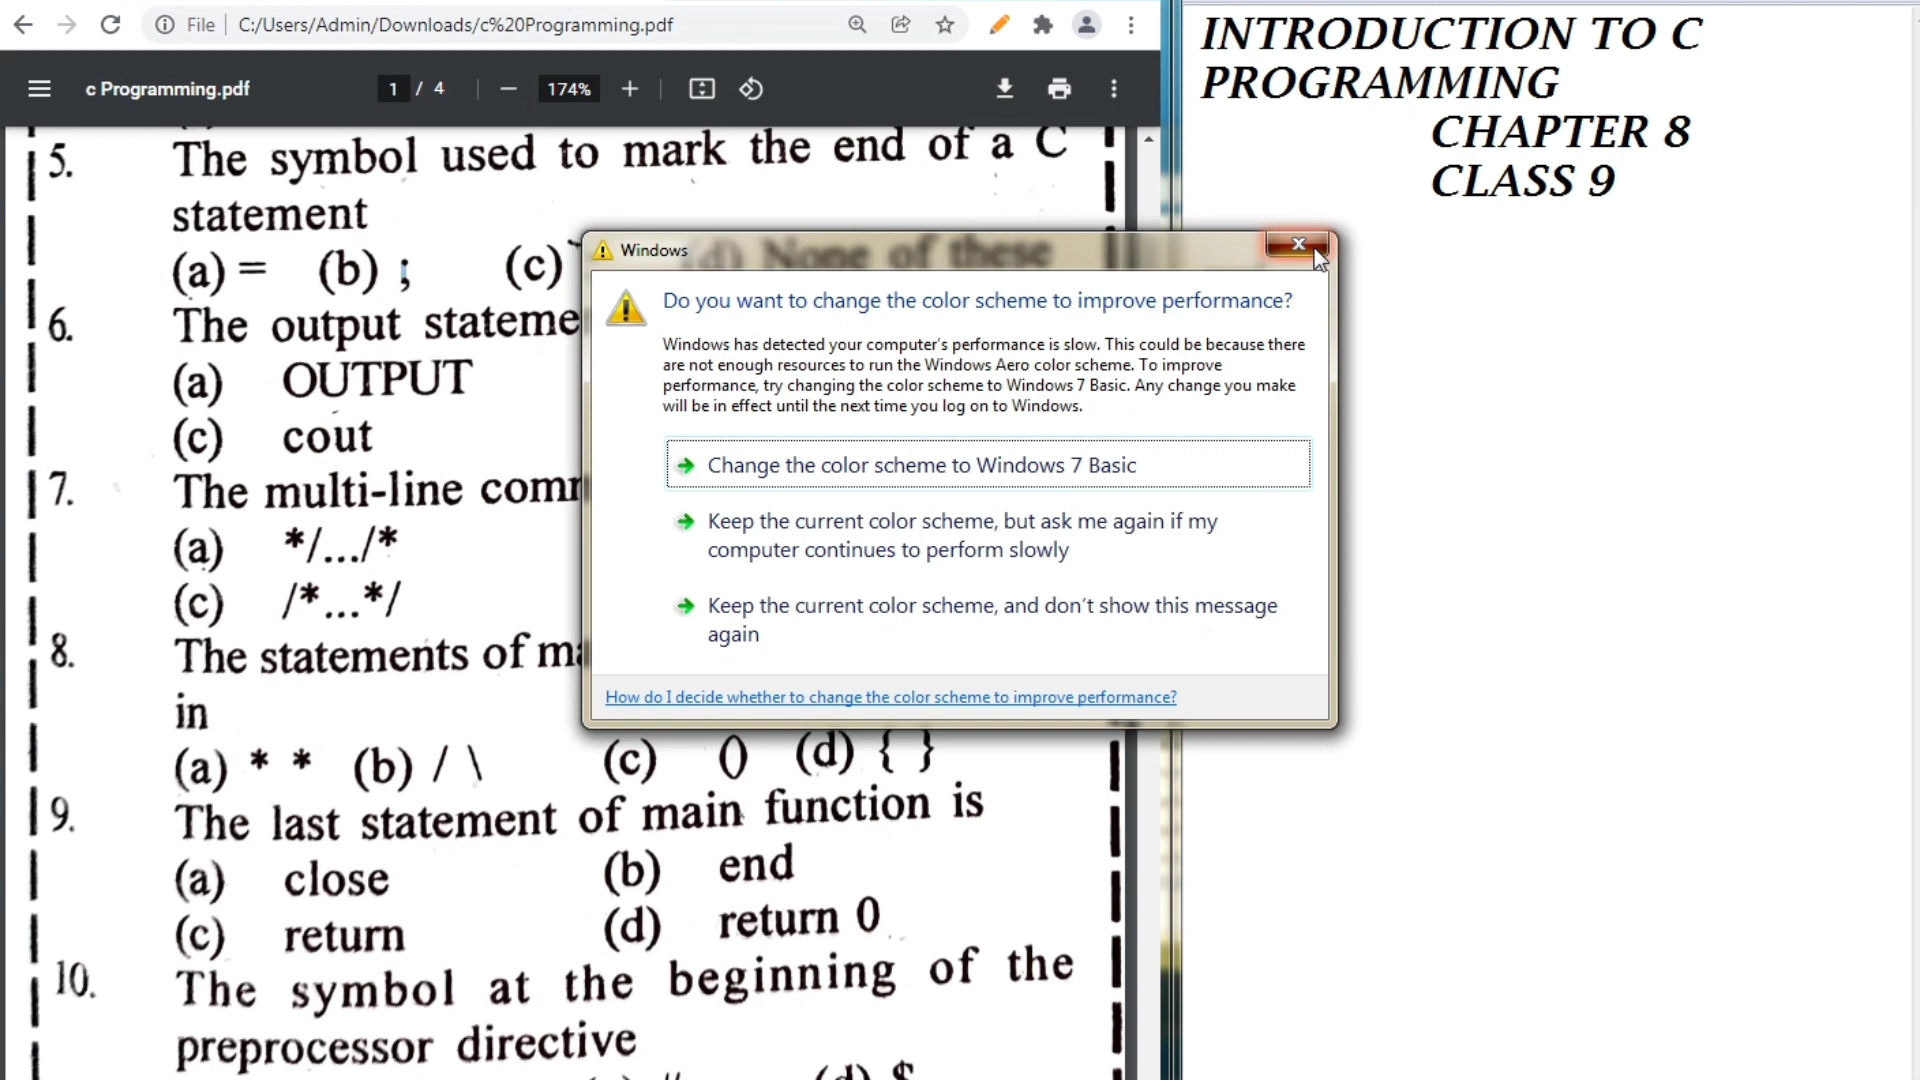 File C:/Users/Admin/Downloads/c%20Programming.pdf
c Programming.pdf 1 / 4 174%
5. The symbol used to mark the end of a C
statement
(a) = (b) ; (c) (d) None of these
6. The output stateme
(a) OUTPUT
(c) cout
7. The multi-line com
(a) */.../*
(c) /*...*/
8. The statements of ma
in
(a) * * (b) / \ (c) () (d) { }
9. The last statement of main function is
(a) close (b) end
(c) return (d) return 0
10. The symbol at the beginning of the
preprocessor directive
(d) $
Windows
Do you want to change the color scheme to improve performance?
Windows has detected your computer's performance is slow. This could be because there
are not enough resources to run the Windows Aero color scheme. To improve
performance, try changing the color scheme to Windows 7 Basic. Any change you make
will be in effect until the next time you log on to Windows.
Change the color scheme to Windows 7 Basic
Keep the current color scheme, but ask me again if my
computer continues to perform slowly
Keep the current color scheme, and don't show this message
again
How do I decide whether to change the color scheme to improve performance?
INTRODUCTION TO C
PROGRAMMING
CHAPTER 8
CLASS 9